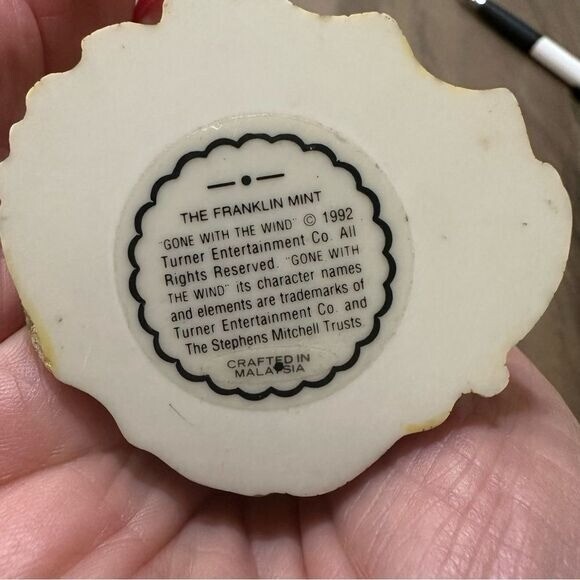 THE FRANKLIN MINT
"GONE WITH THE WIND" © 1992
Turner Entertainment Co. All
Rights Reserved. "GONE WITH
THE WIND" its character names
and elements are trademarks of
Turner Entertainment Co. and
The Stephens Mitchell Trusts
CRAFTED IN
MALAYSIA